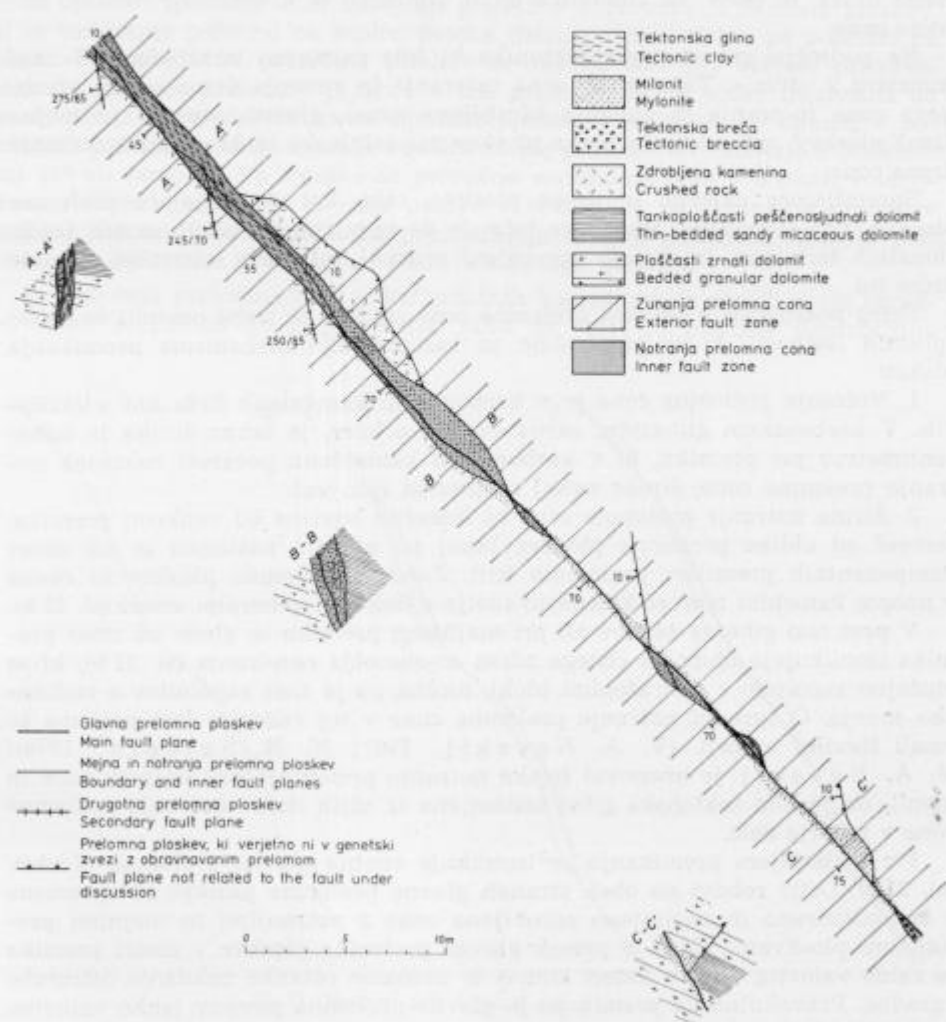 Tektonska glina
Tectonic clay
Milonit
Mylonite
Tektonska breča
Tectonic breccia
Zdrobljena kamenina
Crushed rock
Tankoploščasti peščenosljudnati dolomit
Thin-bedded sandy micaceous dolomite
Ploščasti zrnati dolomit
Bedded granular dolomite
Zunanja prelomna cona
Exterior fault zone
Notranja prelomna cona
Inner fault zone
10
275/65
45
A'
A
245/70
55
10
250/55
70
B'
B
A-A'
B-B'
70
10
70
10
C'
C
15
C-C'
Glavna prelomna ploskev
Main fault plane
Mejna in notranja prelomna ploskev
Boundary and inner fault planes
Drugotna prelomna ploskev
Secondary fault plane
Prelomna ploskev, ki verjetno ni v genetski
zvezi z obravnavanim prelomom
Fault plane not related to the fault under
discussion
0 5 10m